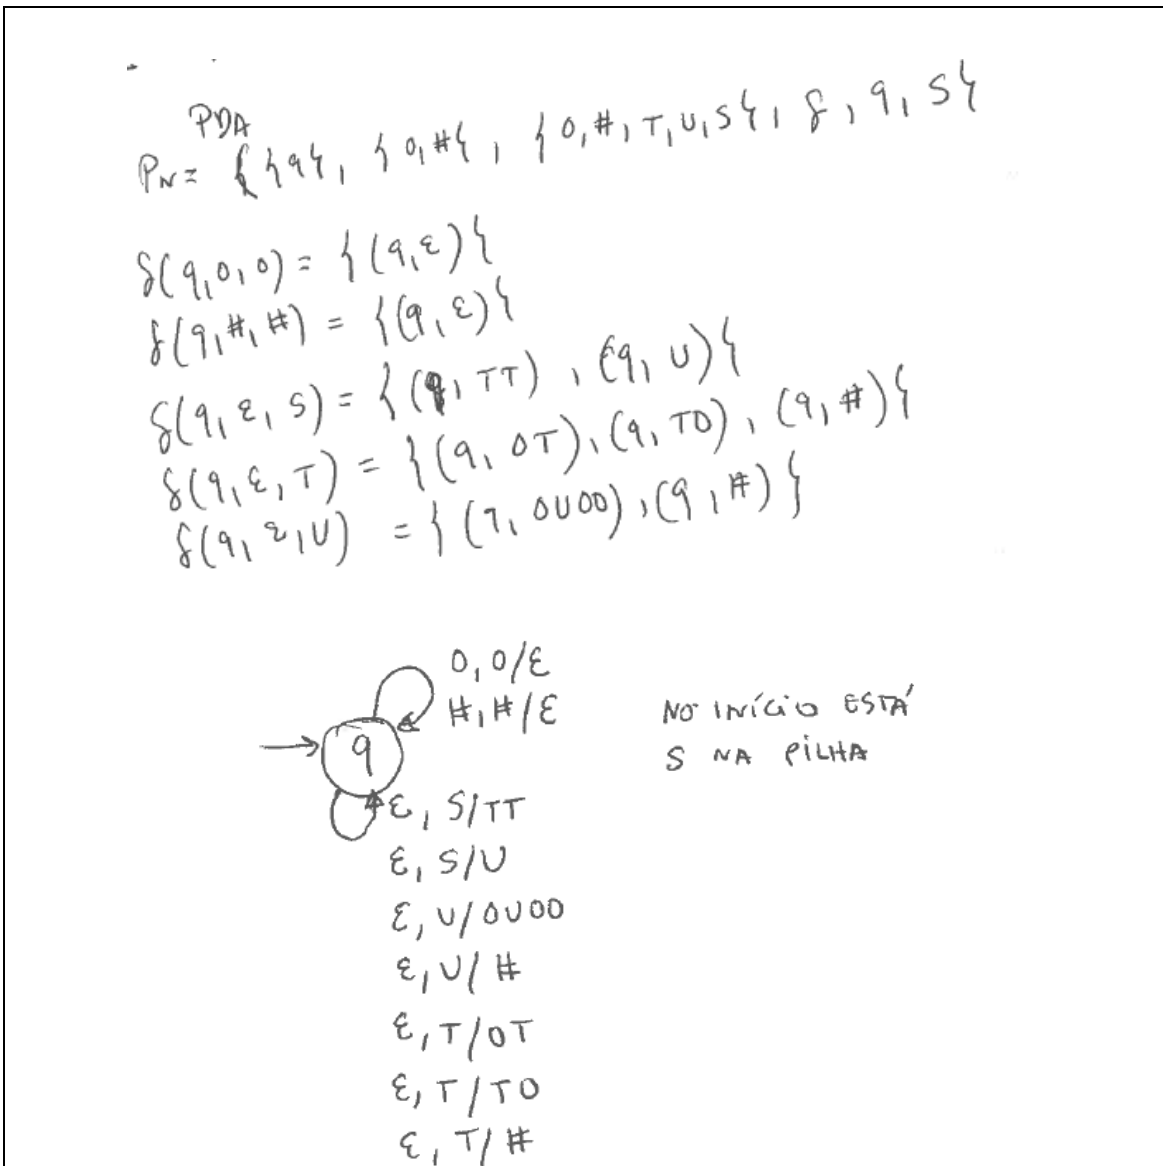 PDA
PN = { {q}, {0,#}, {0,#,T,U,S}, δ, q, S}
δ(q,0,0) = {(q,ε)}
δ(q,#,#) = {(q,ε)}
δ(q,ε,S) = {(q,TT), (q,U)}
δ(q,ε,T) = {(q,0T), (q,T0), (q,#)}
δ(q,ε,U) = {(q,0U00), (q,#)}
0,0/ε
#,#/ε
NO INÍCIO ESTÁ
S NA PILHA
q
ε, S/TT
ε, S/U
ε, U/0U00
ε, U/#
ε, T/0T
ε, T/T0
ε, T/#